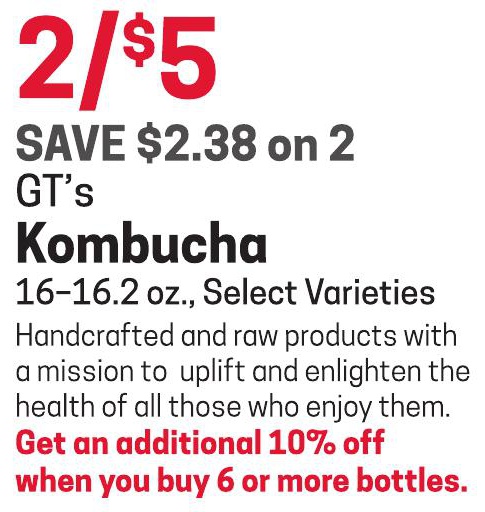 2/$5
SAVE $2.38 on 2
GT’s
Kombucha
16–16.2 oz., Select Varieties
Handcrafted and raw products with
a mission to uplift and enlighten the
health of all those who enjoy them.
Get an additional 10% off
when you buy 6 or more bottles.